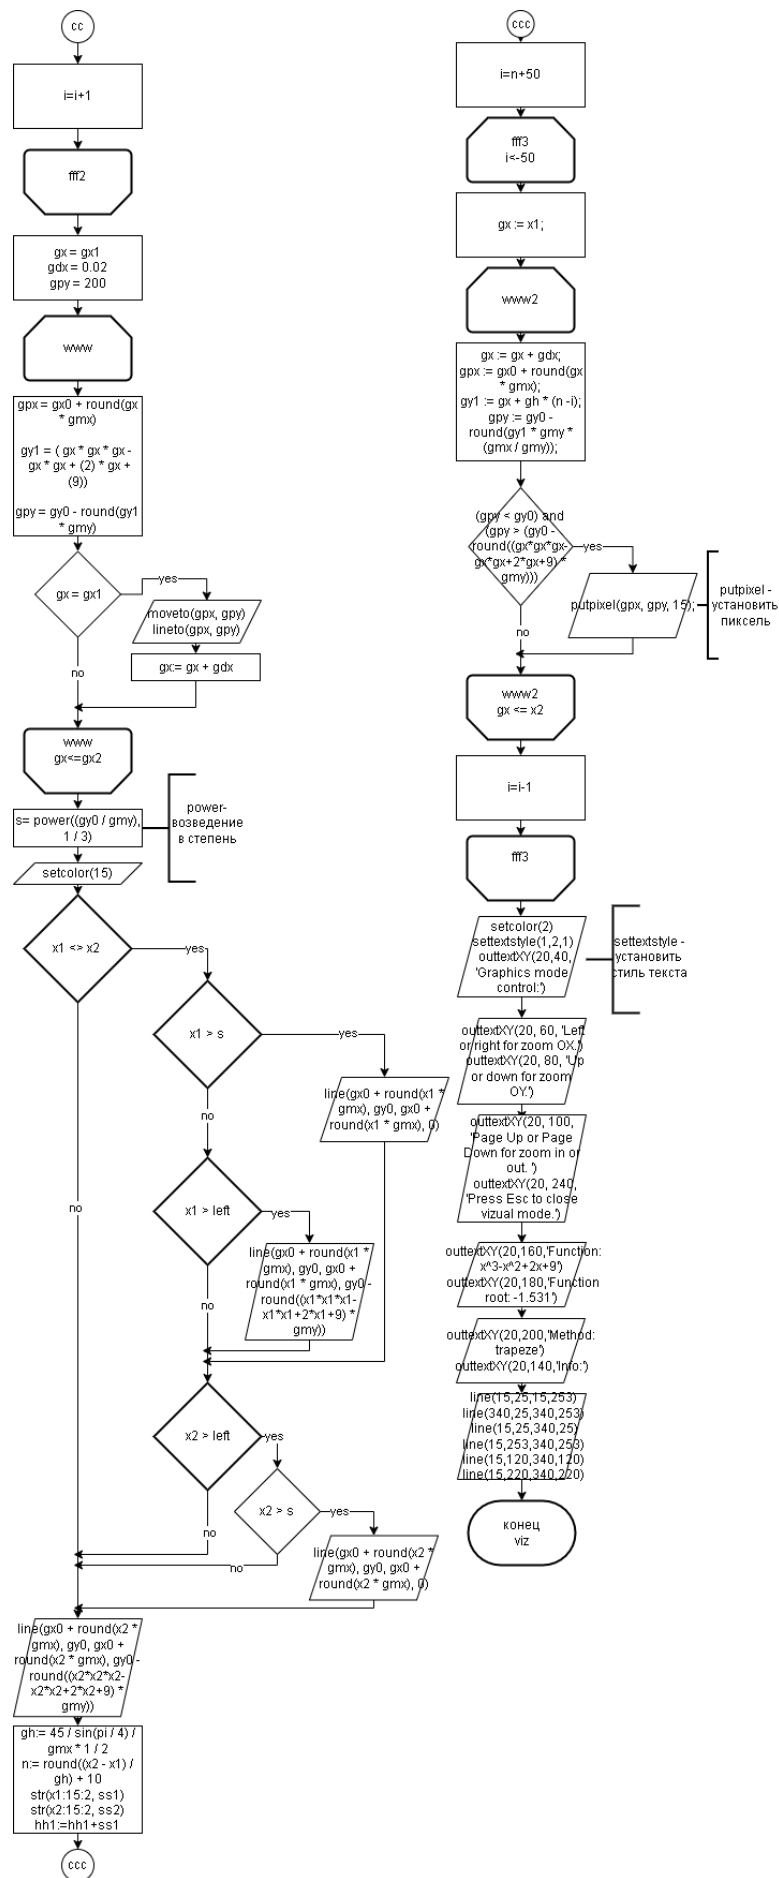 cc
i=i+1
fff2
gx = gx1
gdx = 0.02
gpy = 200
www
gpx = gx0 + round(gx
* gmx)
gy1 = ( gx * gx * gx -
gx * gx + (2) * gx +
(9))
gpy = gy0 - round(gy1
* gmy)
gx = gx1
yes
moveto(gpx, gpy)
lineto(gpx, gpy)
gx:= gx + gdx
no
www
gx<=gx2
s= power((gy0 / gmy),
1 / 3)
power-
возведение
в степень
setcolor(15)
x1 <> x2
yes
x1 > s
yes
line(gx0 + round(x1 *
gmx), gy0, gx0 +
round(x1 * gmx), 0)
no
x1 > left
yes
line(gx0 + round(x1 *
gmx), gy0, gx0 +
round(x1 * gmx), gy0 -
round((x1*x1*x1-
x1*x1+2*x1+9) *
gmy))
no
no
x2 > left
yes
x2 > s
yes
line(gx0 + round(x2 *
gmx), gy0, gx0 +
round(x2 * gmx), 0)
no
no
line(gx0 + round(x2 *
gmx), gy0, gx0 +
round(x2 * gmx), gy0 -
round((x2*x2*x2-
x2*x2+2*x2+9) *
gmy))
gh:= 45 / sin(pi / 4) /
gmx * 1 / 2
n:= round((x2 - x1) /
gh) + 10
str(x1:15:2, ss1)
str(x2:15:2, ss2)
hh1:=hh1+ss1
ccc
ccc
i=n+50
fff3
i<-50
gx := x1;
www2
gx := gx + gdx;
gpx := gx0 + round(gx
* gmx);
gy1 := gx + gh * (n -i);
gpy := gy0 -
round(gy1 * gmy *
(gmx / gmy));
(gpy < gy0) and
(gpy > (gy0 -
round((gx*gx*gx-
gx*gx+2*gx+9) *
gmy)))
yes
putpixel(gpx, gpy, 15);
putpixel -
установить
пиксель
no
www2
gx <= x2
i=i-1
fff3
setcolor(2)
settextstyle(1,2,1)
outtextXY(20,40,
'Graphics mode
control:')
settextstyle -
установить
стиль текста
outtextXY(20, 60, 'Left
or right for zoom OX.')
outtextXY(20, 80, 'Up
or down for zoom
OY.')
outtextXY(20, 100,
'Page Up or Page
Down for zoom in or
out. ')
outtextXY(20, 240,
'Press Esc to close
vizual mode.')
outtextXY(20,160,'Function:
x^3-x^2+2x+9')
outtextXY(20,180,'Function
root: -1.531')
outtextXY(20,200,'Method:
trapeze')
outtextXY(20,140,'Info:')
line(15,25,15,253)
line(340,25,340,253)
line(15,25,340,25)
line(15,253,340,253)
line(15,120,340,120)
line(15,220,340,220)
конец
viz